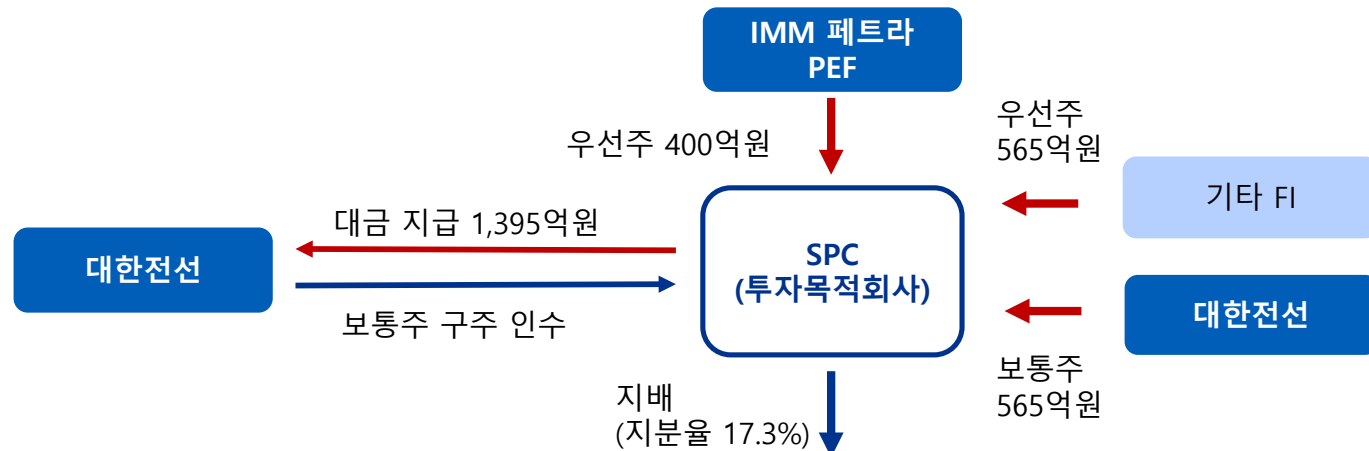 IMM 페트라
PEF
우선주 400억원
우선주
565억원
기타 FI
대금 지급 1,395억원
대한전선
SPC
(투자목적회사)
대한전선
보통주 구주 인수
보통주
565억원
지배
(지분율 17.3%)